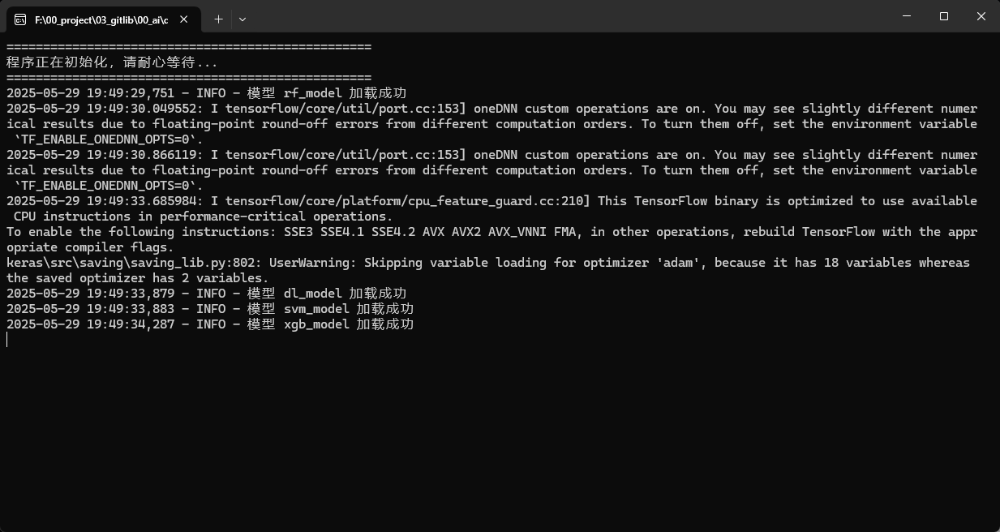 F:\00_project\03_gitlib\00_ai\c
==================================================
程序正在初始化，请耐心等待...
==================================================
2025-05-29 19:49:29,751 - INFO - 模型 rf_model 加载成功
2025-05-29 19:49:30.049552: I tensorflow/core/util/port.cc:153] oneDNN custom operations are on. You may see slightly different numer
ical results due to floating-point round-off errors from different computation orders. To turn them off, set the environment variable
 `TF_ENABLE_ONEDNN_OPTS=0`.
2025-05-29 19:49:30.866119: I tensorflow/core/util/port.cc:153] oneDNN custom operations are on. You may see slightly different numer
ical results due to floating-point round-off errors from different computation orders. To turn them off, set the environment variable
 `TF_ENABLE_ONEDNN_OPTS=0`.
2025-05-29 19:49:33.685984: I tensorflow/core/platform/cpu_feature_guard.cc:210] This TensorFlow binary is optimized to use available
 CPU instructions in performance-critical operations.
To enable the following instructions: SSE3 SSE4.1 SSE4.2 AVX AVX2 AVX_VNNI FMA, in other operations, rebuild TensorFlow with the appr
opriate compiler flags.
keras\src\saving\saving_lib.py:802: UserWarning: Skipping variable loading for optimizer 'adam', because it has 18 variables whereas
the saved optimizer has 2 variables.
2025-05-29 19:49:33,879 - INFO - 模型 dl_model 加载成功
2025-05-29 19:49:33,883 - INFO - 模型 svm_model 加载成功
2025-05-29 19:49:34,287 - INFO - 模型 xgb_model 加载成功